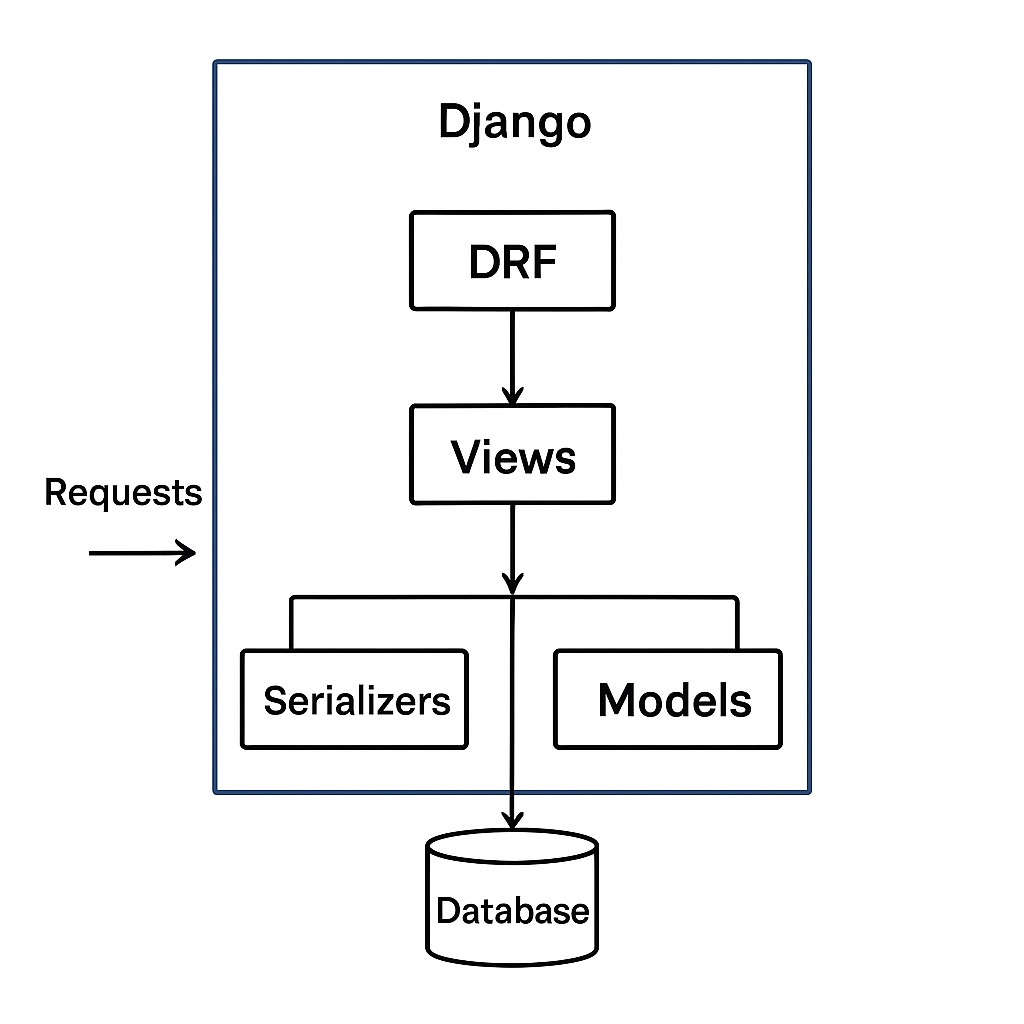 Django
DRF
Views
Requests
Serializers
Models
Database